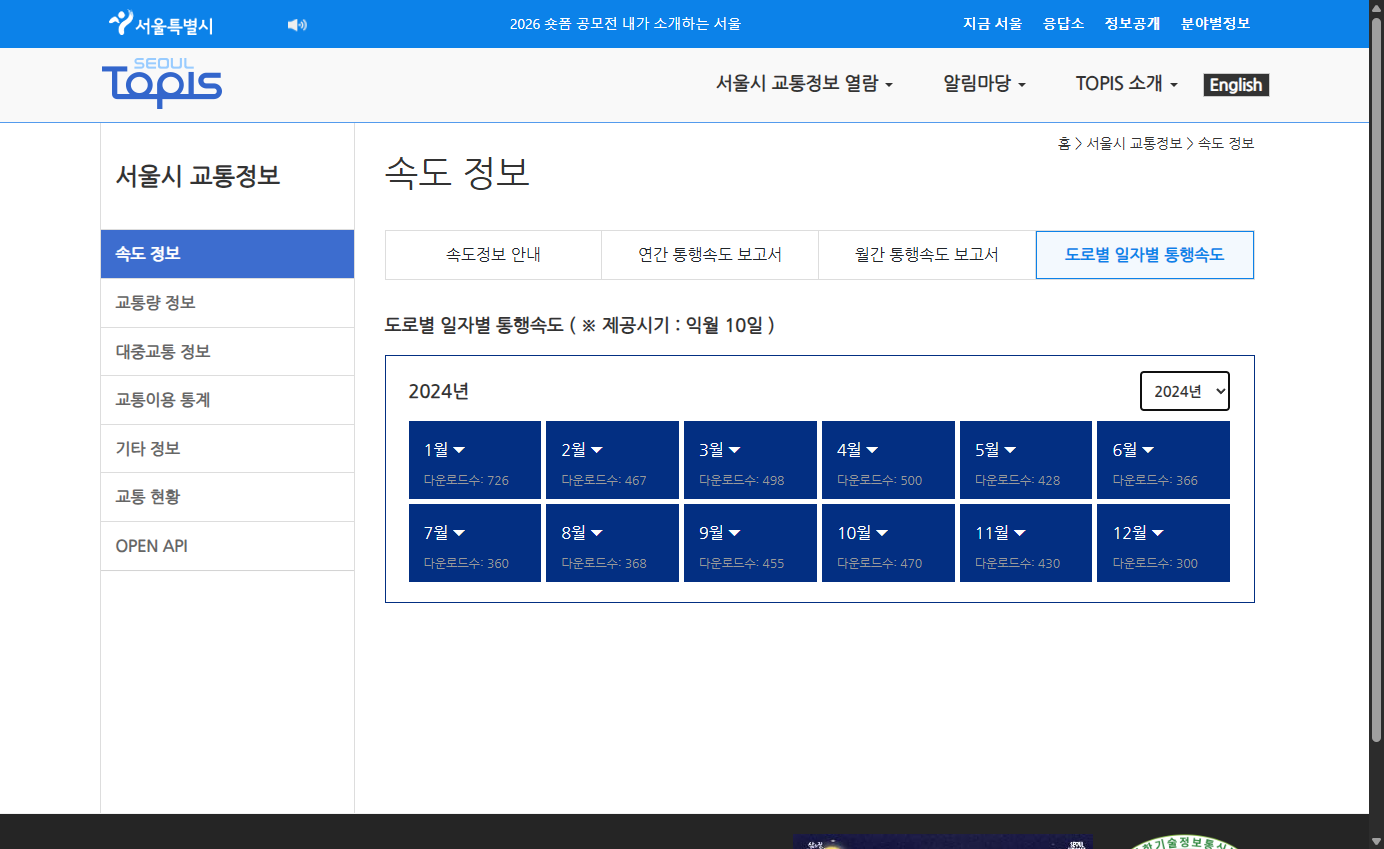 서울특별시
2026 숏폼 공모전 내가 소개하는 서울
지금 서울 응답소 정보공개 분야별정보
SEOUL
Topis
서울시 교통정보 열람 알림마당 TOPIS 소개 English
홈 > 서울시 교통정보 > 속도 정보
서울시 교통정보
속도 정보
교통량 정보
대중교통 정보
교통이용 통계
기타 정보
교통 현황
OPEN API
속도 정보
속도정보 안내 연간 통행속도 보고서 월간 통행속도 보고서 도로별 일자별 통행속도
도로별 일자별 통행속도 ( ※ 제공시기 : 익월 10일 )
2024년 2024년
1월 2월 3월 4월 5월 6월
다운로드수: 726 다운로드수: 467 다운로드수: 498 다운로드수: 500 다운로드수: 428 다운로드수: 366
7월 8월 9월 10월 11월 12월
다운로드수: 360 다운로드수: 368 다운로드수: 455 다운로드수: 470 다운로드수: 430 다운로드수: 300